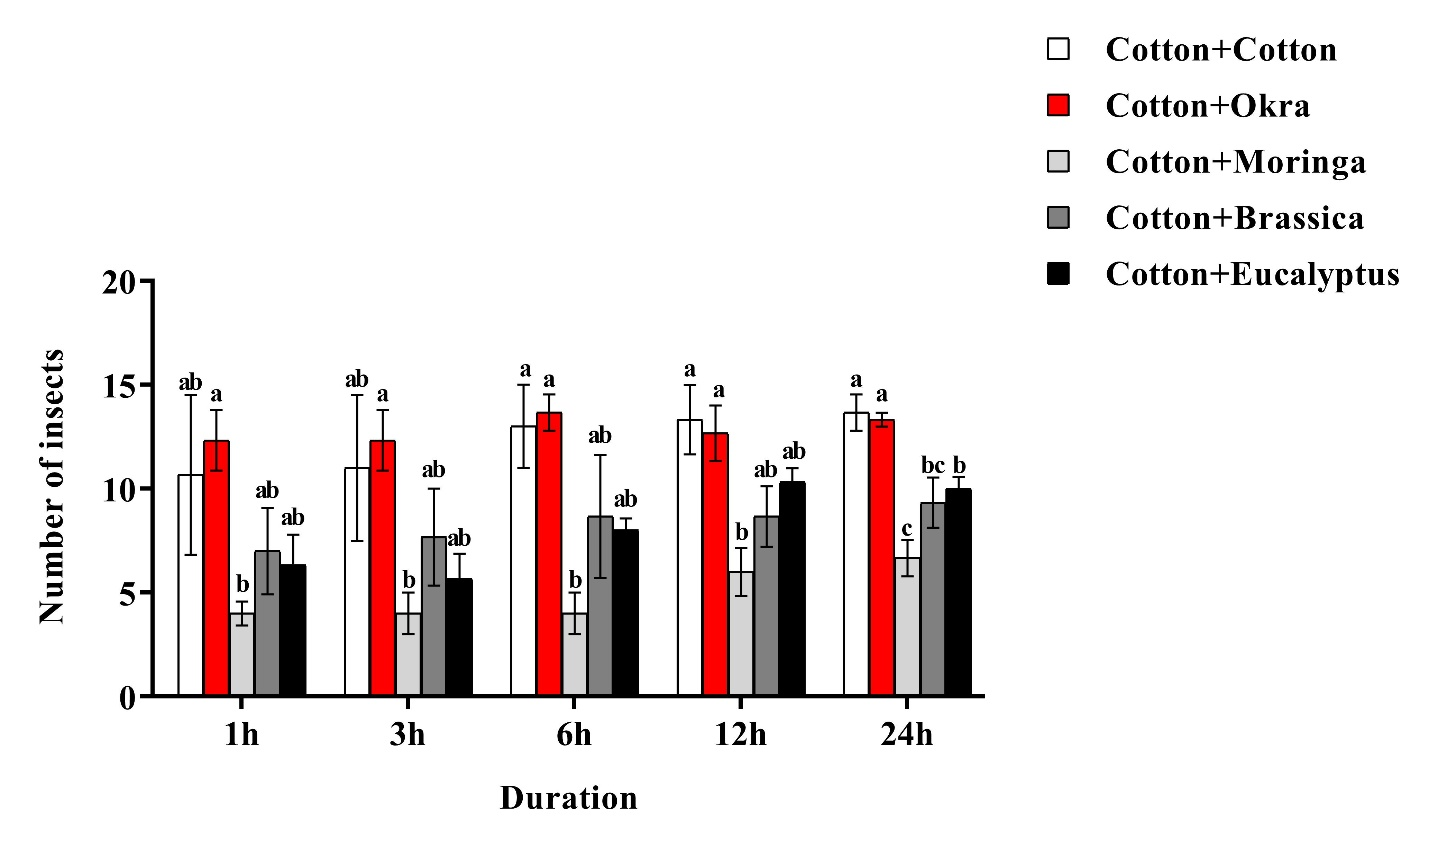 Cotton+Cotton
Cotton+Okra
Cotton+Moringa
Cotton+Brassica
Cotton+Eucalyptus
Number of insects
20
15
10
5
0
ab a b ab ab
ab a b ab ab
a a b ab ab
a a b ab ab
a a c bc b
1h 3h 6h 12h 24h
Duration